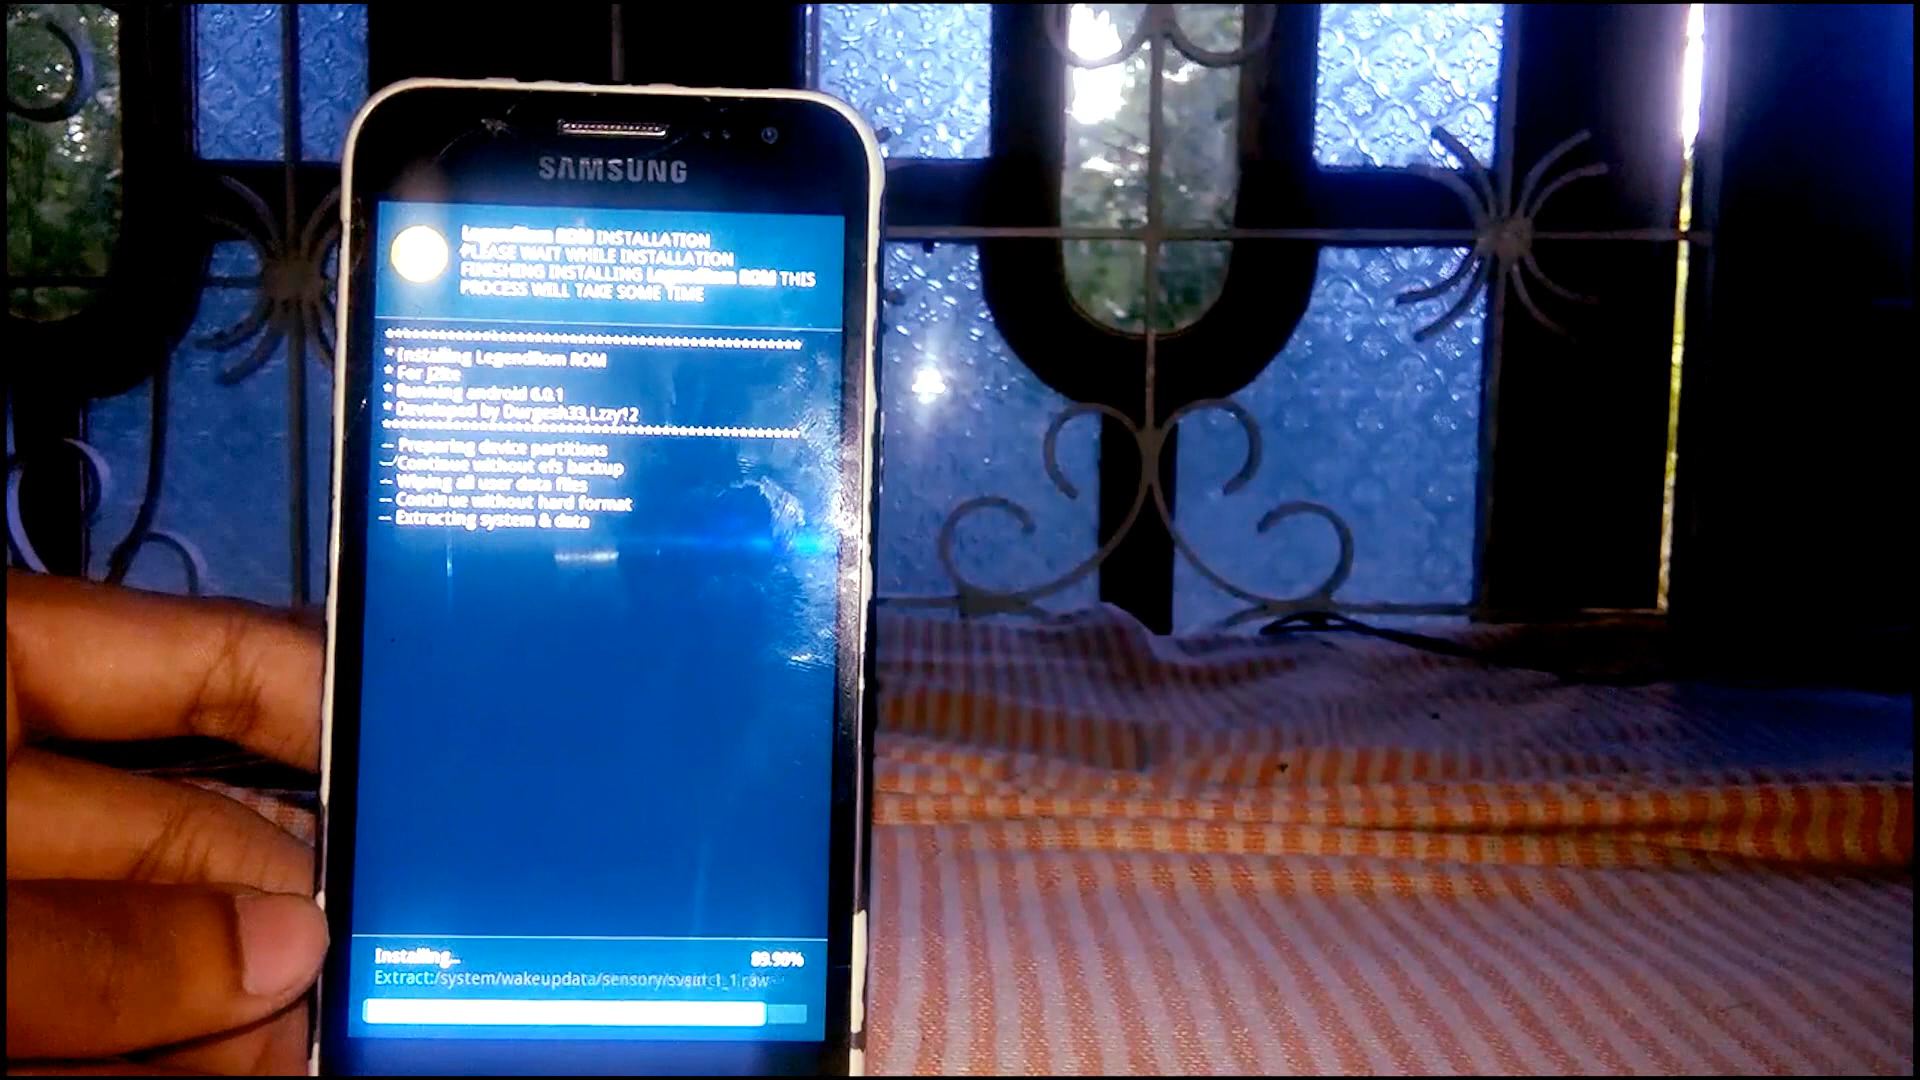 SAMSUNG
LegendRom ROM INSTALLATION
PLEASE WAIT WHILE INSTALLATION
FINISHING INSTALLING LegendRom ROM THIS
PROCESS WILL TAKE SOME TIME
* Installing LegendRom ROM
* For J2lte
* Running android 6.0.1
* Developed by Durgesh33,Lzzy12
-- Preparing device partitions
-- Continue without efs backup
-- Wiping all user data files
-- Continue without hard format
-- Extracting system & data
Installing... 89.90%
Extract:/system/wakeupdata/sensory/